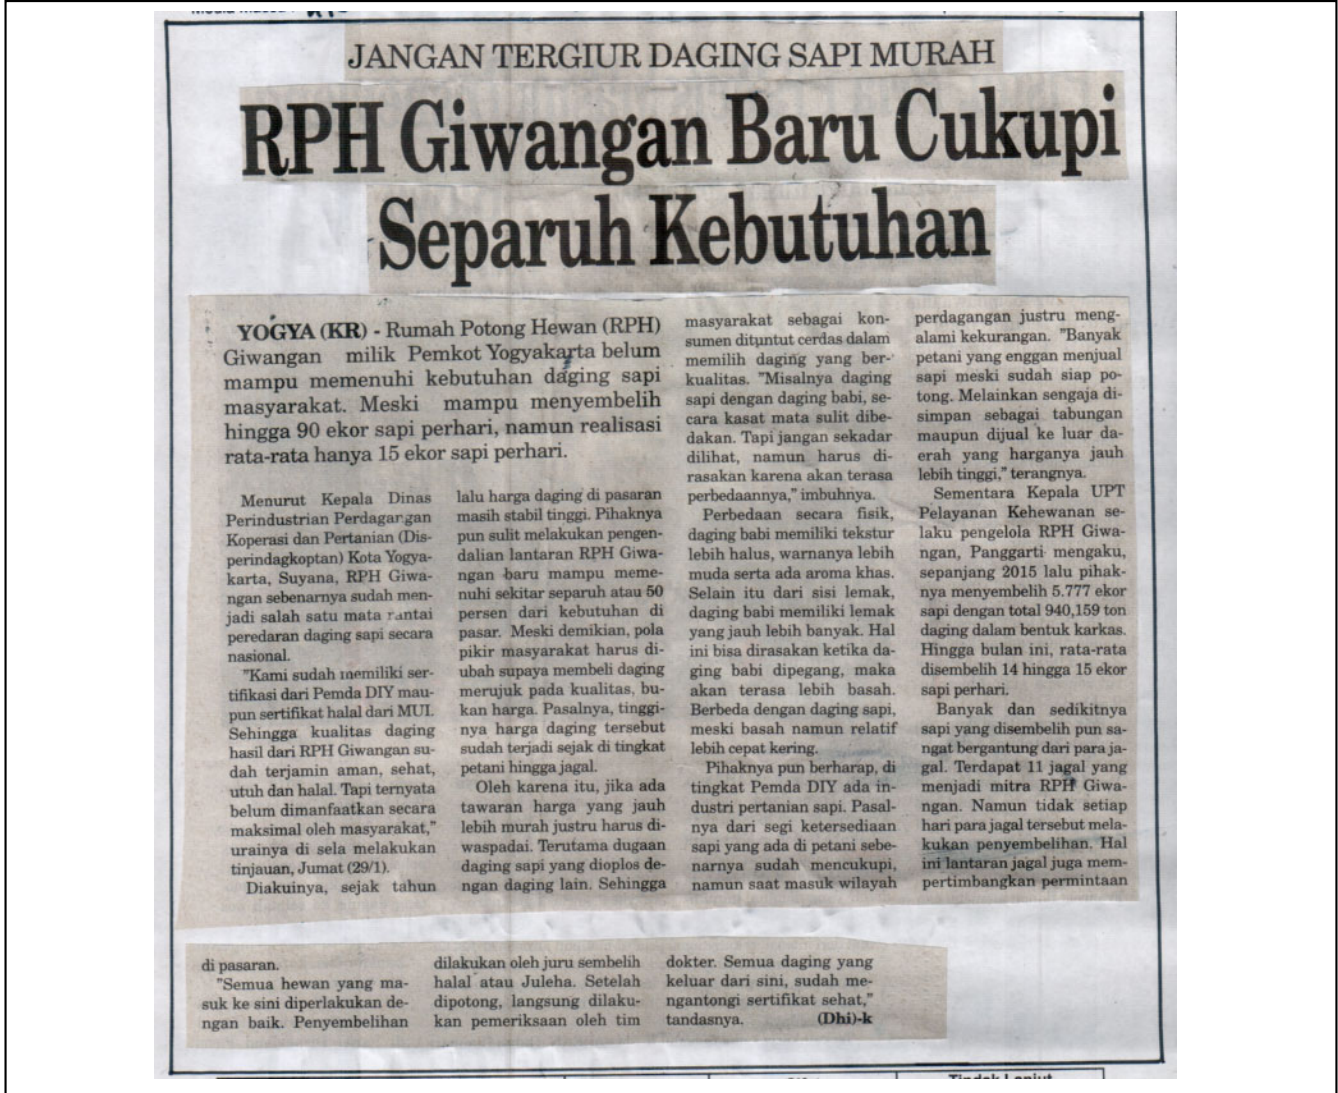 JANGAN TERGIUR DAGING SAPI MURAH
RPH Giwangan Baru Cukupi
Separuh Kebutuhan
YOGYA (KR) - Rumah Potong Hewan (RPH)
Giwangan milik Pemkot Yogyakarta belum
mampu memenuhi kebutuhan daging sapi
masyarakat. Meski mampu menyembelih
hingga 90 ekor sapi perhari, namun realisasi
rata-rata hanya 15 ekor sapi perhari.
Menurut Kepala Dinas
Perindustrian Perdagangan
Koperasi dan Pertanian (Dis-
perindagkoptan) Kota Yogya-
karta, Suyana, RPH Giwa-
ngan sebenarnya sudah men-
jadi salah satu mata rantai
peredaran daging sapi secara
nasional.
"Kami sudah memiliki ser-
tifikasi dari Pemda DIY mau-
pun sertifikat halal dari MUI.
Sehingga kualitas daging
hasil dari RPH Giwangan su-
dah terjamin aman, sehat,
utuh dan halal. Tapi ternyata
belum dimanfaatkan secara
maksimal oleh masyarakat,"
urainya di sela melakukan
tinjauan, Jumat (29/1).
Diakuinya, sejak tahun
lalu harga daging di pasaran
masih stabil tinggi. Pihaknya
pun sulit melakukan pengen-
dalian lantaran RPH Giwa-
ngan baru mampu meme-
nuhi sekitar separuh atau 50
persen dari kebutuhan di
pasar. Meski demikian, pola
pikir masyarakat harus di-
ubah supaya membeli daging
merujuk pada kualitas, bu-
kan harga. Pasalnya, tinggi-
nya harga daging tersebut
sudah terjadi sejak di tingkat
petani hingga jagal.
Oleh karena itu, jika ada
tawaran harga yang jauh
lebih murah justru harus di-
waspadai. Terutama dugaan
daging sapi yang dioplos de-
ngan daging lain. Sehingga
masyarakat sebagai kon-
sumen dituntut cerdas dalam
memilih daging yang ber-
kualitas. "Misalnya daging
sapi dengan daging babi, se-
cara kasat mata sulit dibe-
dakan. Tapi jangan sekadar
dilihat, namun harus di-
rasakan karena akan terasa
perbedaannya," imbuhnya.
Perbedaan secara fisik,
daging babi memiliki tekstur
lebih halus, warnanya lebih
muda serta ada aroma khas.
Selain itu dari sisi lemak,
daging babi memiliki lemak
yang jauh lebih banyak. Hal
ini bisa dirasakan ketika da-
ging babi dipegang, maka
akan terasa lebih basah.
Berbeda dengan daging sapi,
meski basah namun relatif
lebih cepat kering.
Pihaknya pun berharap, di
tingkat Pemda DIY ada in-
dustri pertanian sapi. Pasal-
nya dari segi ketersediaan
sapi yang ada di petani sebe-
narnya sudah mencukupi,
namun saat masuk wilayah
perdagangan justru meng-
alami kekurangan. "Banyak
petani yang enggan menjual
sapi meski sudah siap po-
tong. Melainkan sengaja di-
simpan sebagai tabungan
maupun dijual ke luar da-
erah yang harganya jauh
lebih tinggi," terangnya.
Sementara Kepala UPT
Pelayanan Kehewanan se-
laku pengelola RPH Giwa-
ngan, Panggarti mengaku,
sepanjang 2015 lalu pihak-
nya menyembelih 5.777 ekor
sapi dengan total 940,159 ton
daging dalam bentuk karkas.
Hingga bulan ini, rata-rata
disembelih 14 hingga 15 ekor
sapi perhari.
Banyak dan sedikitnya
sapi yang disembelih pun sa-
ngat bergantung dari para ja-
gal. Terdapat 11 jagal yang
menjadi mitra RPH Giwa-
ngan. Namun tidak setiap
hari para jagal tersebut mela-
kukan penyembelihan. Hal
ini lantaran jagal juga mem-
pertimbangkan permintaan
di pasaran.
"Semua hewan yang ma-
suk ke sini diperlakukan de-
ngan baik. Penyembelihan
dilakukan oleh juru sembelih
halal atau Juleha. Setelah
dipotong, langsung dilaku-
kan pemeriksaan oleh tim
dokter. Semua daging yang
keluar dari sini, sudah me-
ngantongi sertifikat sehat,"
tandasnya. (Dhi)-k